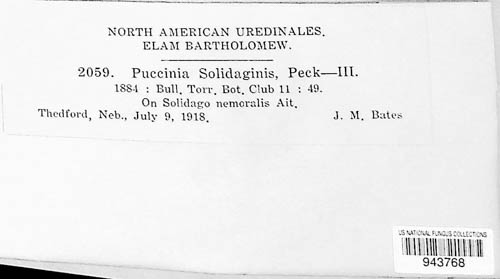 NORTH AMERICAN UREDINALES.
ELAM BARTHOLOMEW.
2059. Puccinia Solidaginis, Peck—III.
1884 : Bull. Torr. Bot. Club 11 : 49.
On Solidago nemoralis Ait.
Thedford, Neb., July 9, 1918. J. M. Bates
US NATIONAL FUNGUS COLLECTIONS
943768